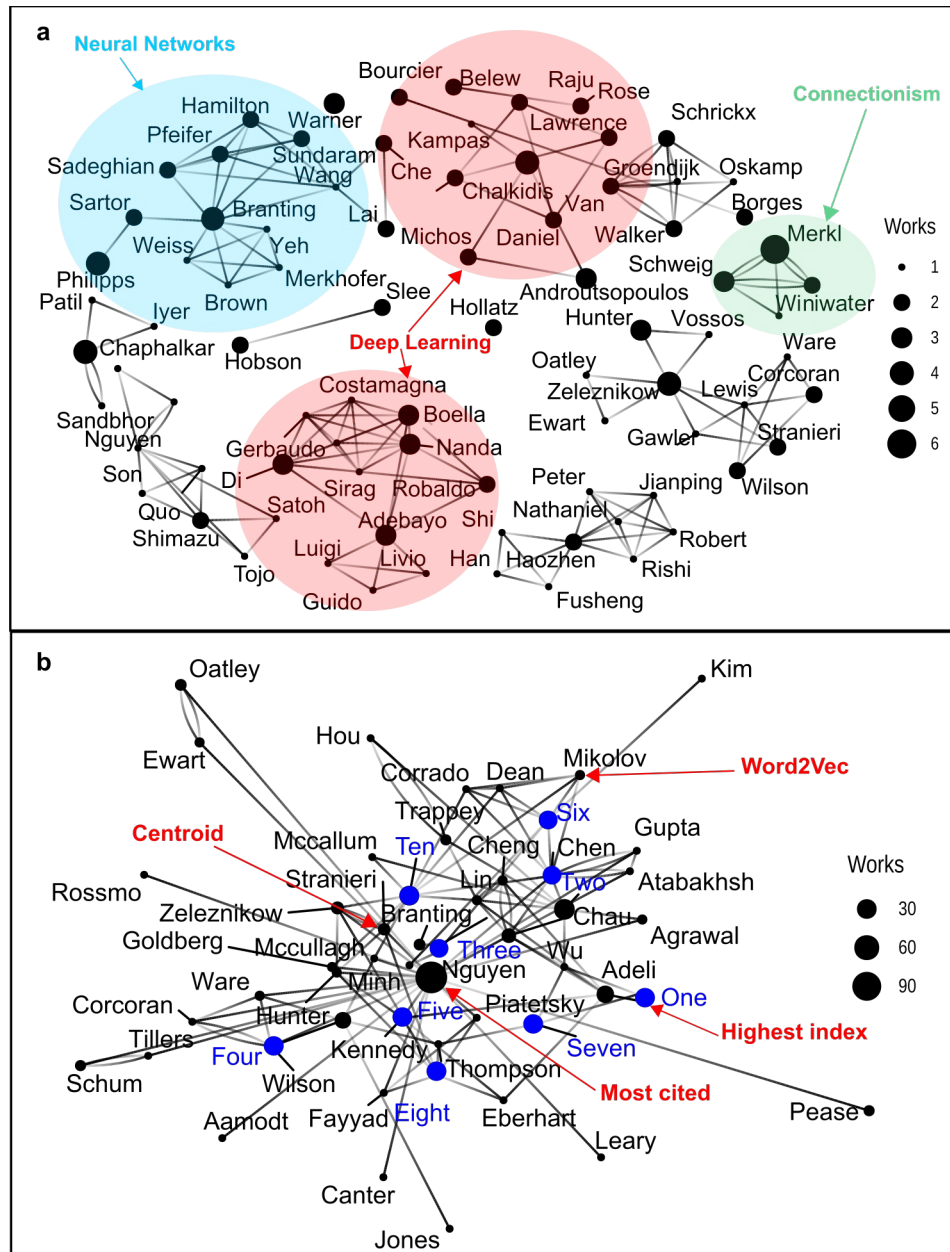 a
Neural Networks
Bourcier
Belew
Raju
Rose
Hamilton
Warner
Lawrence
Schrickx
Connectionism
Pfeifer
Kampas
Sadeghian
Sundaram
Wang
Che
Groendijk
Oskamp
Sartor
Branting
Chalkidis
Van
Borges
Lai
Michos
Daniel
Walker
Merkl
Works
Weiss
Yeh
Schweig
1
Philipps
Merkhofer
Slee
Androutsopoulos
Winiwater
2
Patil
Iyer
Brown
Hollatz
Hunter
Vossos
3
Chaphalkar
Hobson
Deep Learning
Oatley
Ware
4
Costamagna
Zeleznikow
Lewis
Corcoran
5
Sandbhor
Boella
Ewart
6
Nguyen
Gerbaudo
Nanda
Gawler
Stranieri
Son
Di
Sirag
Robaldo
Peter
Jianping
Wilson
Quo
Satoh
Adebayo
Shi
Nathaniel
Shimazu
Luigi
Livio
Han
Haozhen
Robert
Tojo
Guido
Rishi
Fusheng
b
Oatley
Kim
Ewart
Hou
Mikolov
Word2Vec
Corrado
Dean
Trappey
Six
Centroid
Mccallum
Ten
Cheng
Chen
Gupta
Works
Rossmo
Stranieri
Lin
Two
Atabakhsh
30
Zeleznikow
Branting
Chau
60
Goldberg
Mccullagh
Three
Wu
Agrawal
90
Ware
Minh
Nguyen
Adeli
Corcoran
Hunter
Five
Piatetsky
One
Tillers
Four
Kennedy
Seven
Highest index
Schum
Wilson
Thompson
Most cited
Aamodt
Fayyad
Eight
Eberhart
Pease
Leary
Canter
Jones